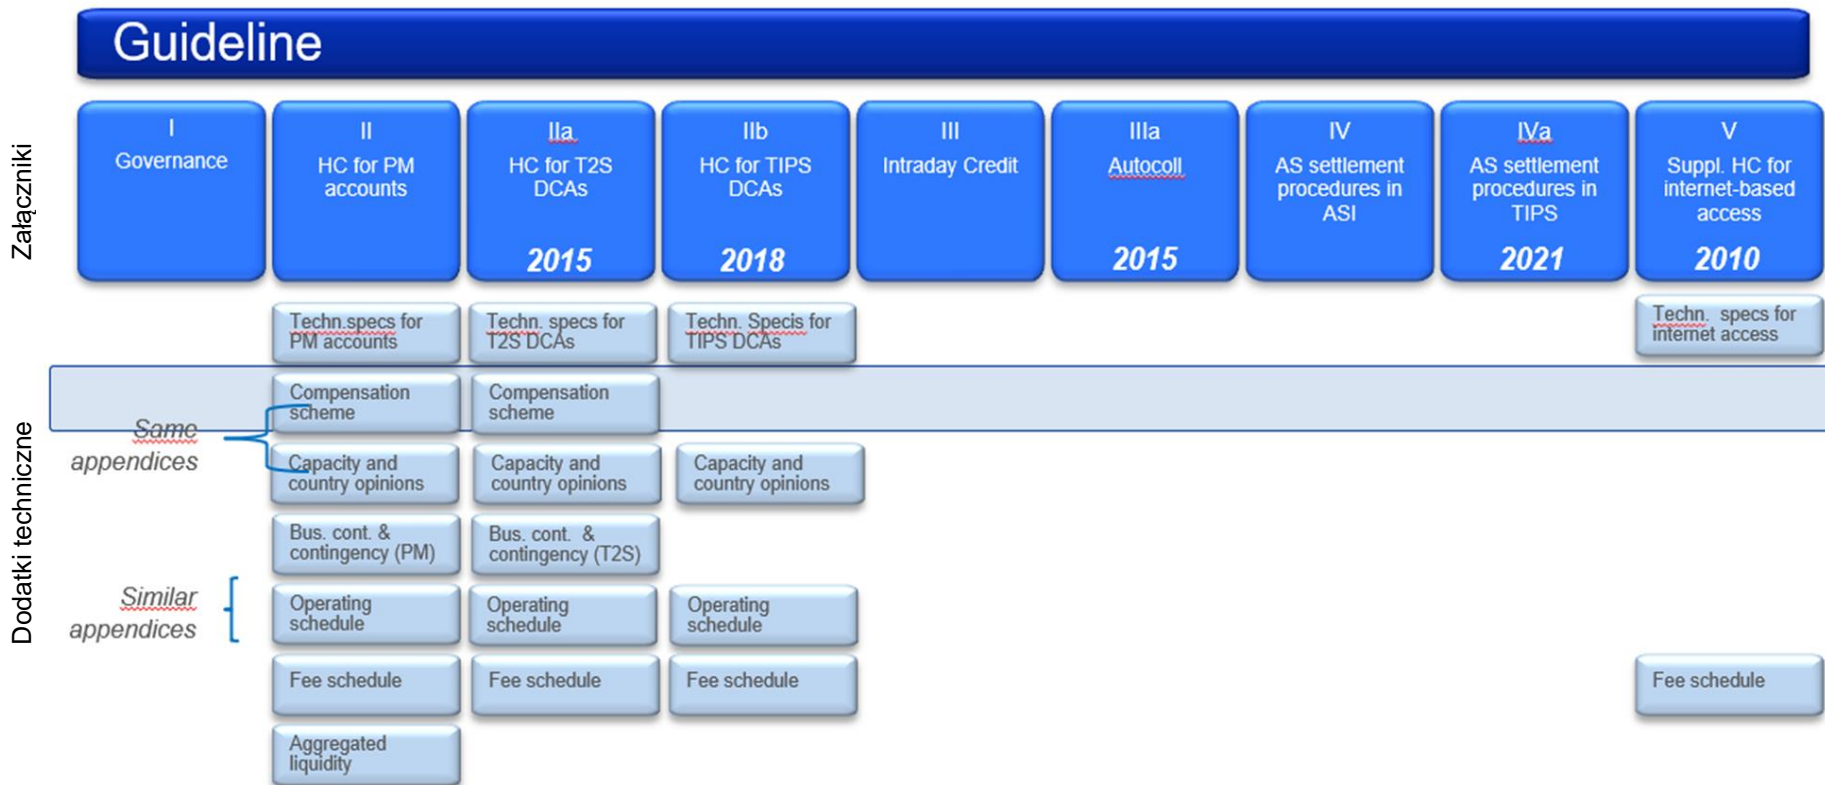 Guideline
Załączniki
I
Governance
II
HC for PM
accounts
IIa
HC for T2S
DCAs
2015
IIb
HC for TIPS
DCAs
2018
III
Intraday Credit
IIIa
Autocoll
2015
IV
AS settlement
procedures in
ASI
IVa
AS settlement
procedures in
TIPS
2021
V
Suppl. HC for
internet-based
access
2010
Dodatki techniczne
Techn.specs for
PM accounts
Techn. specs for
T2S DCAs
Techn. Specis for
TIPS DCAs
Techn. specs for
internet access
Same
appendices
Compensation
scheme
Compensation
scheme
Capacity and
country opinions
Capacity and
country opinions
Capacity and
country opinions
Bus. cont. &
contingency (PM)
Bus. cont. &
contingency (T2S)
Similar
appendices
Operating
schedule
Operating
schedule
Operating
schedule
Fee schedule
Fee schedule
Fee schedule
Fee schedule
Aggregated
liquidity